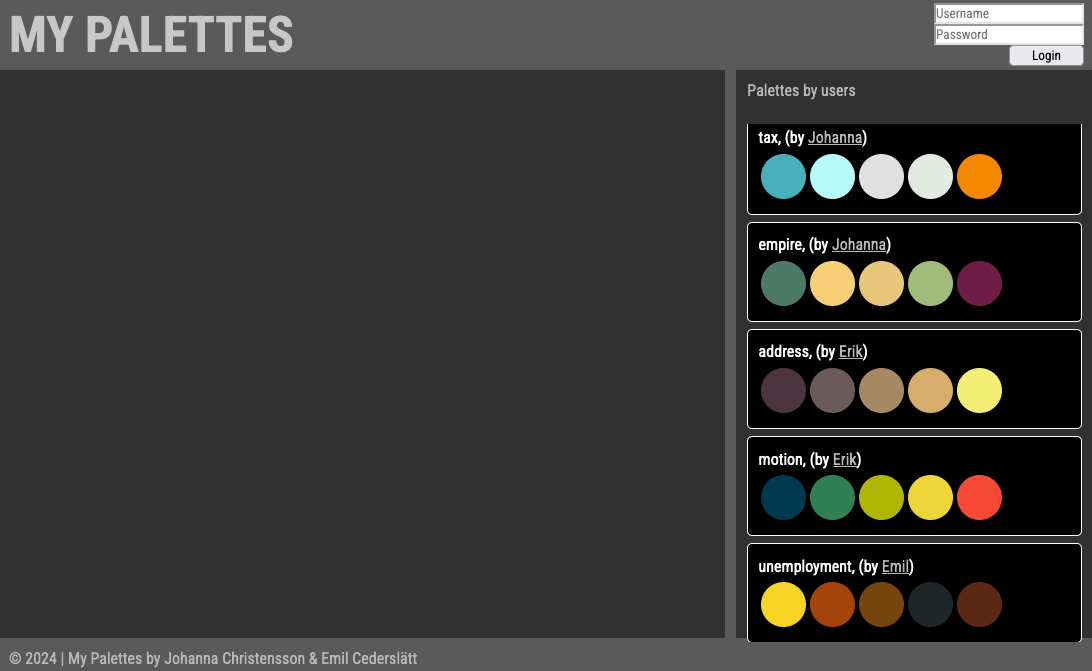 MY PALETTES
Username
Password
Login
Palettes by users
tax, (by Johanna)
empire, (by Johanna)
address, (by Erik)
motion, (by Erik)
unemployment, (by Emil)
© 2024 | My Palettes by Johanna Christensson & Emil Cederslätt